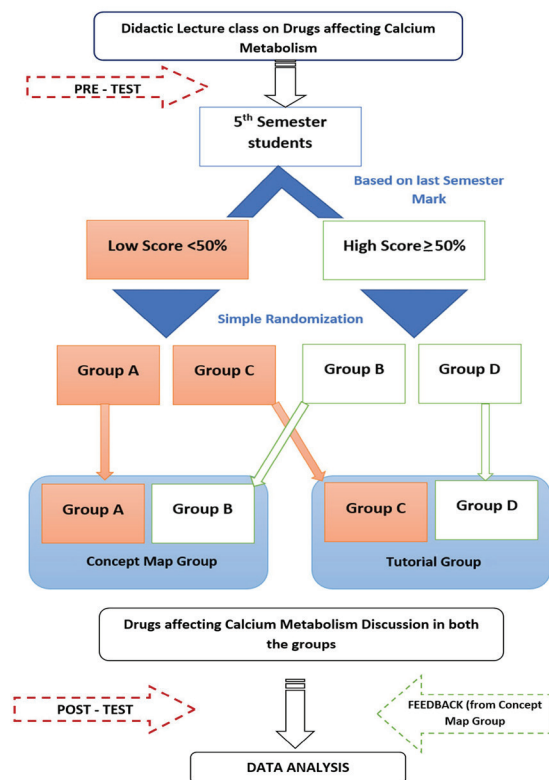 Didactic Lecture class on Drugs affecting Calcium
Metabolism
PRE - TEST
5th Semester
students
Based on last Semester
Mark
Low Score <50%
High Score ≥ 50%
Simple Randomization
Group A
Group C
Group B
Group D
Group A
Group B
Group C
Group D
Concept Map Group
Tutorial Group
Drugs affecting Calcium Metabolism Discussion in both
the groups
POST - TEST
FEEDBACK (from Concept
Map Group
DATA ANALYSIS